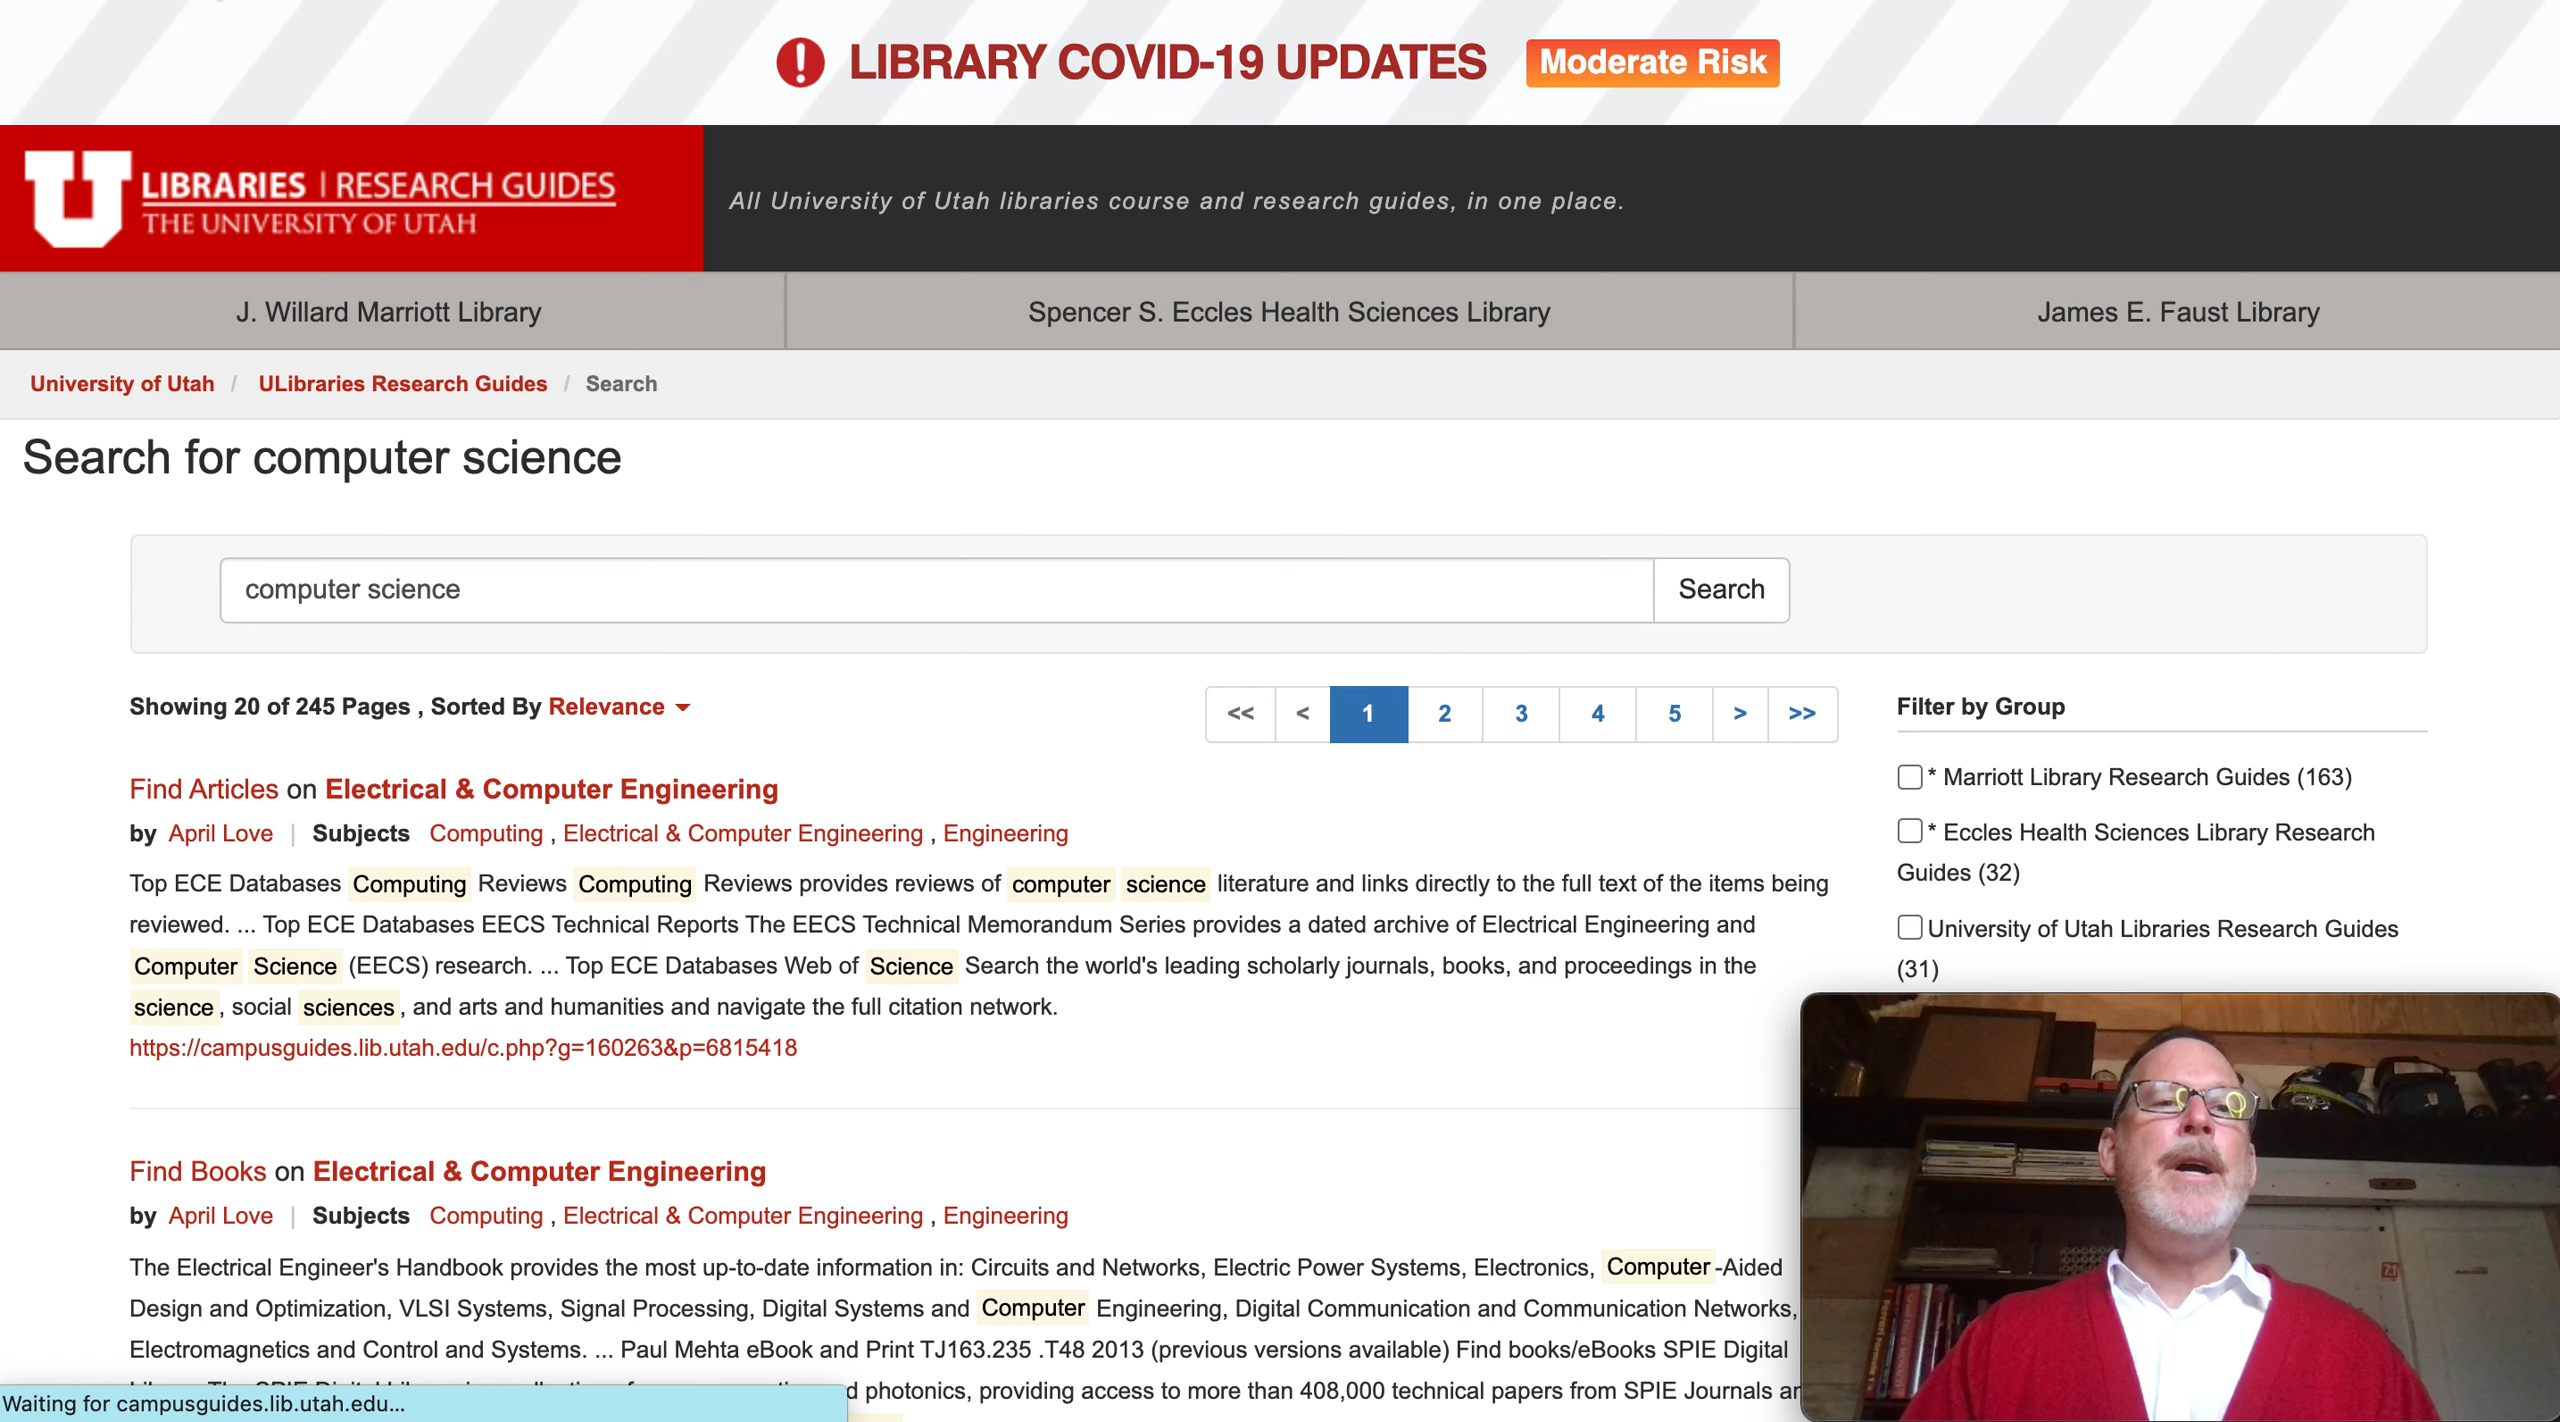 LIBRARY COVID-19 UPDATES Moderate Risk
LIBRARIES | RESEARCH GUIDES
THE UNIVERSITY OF UTAH
All University of Utah libraries course and research guides, in one place.
J. Willard Marriott Library
Spencer S. Eccles Health Sciences Library
James E. Faust Library
University of Utah / ULibraries Research Guides / Search
Search for computer science
computer science
Search
Showing 20 of 245 Pages , Sorted By Relevance
<< < 1 2 3 4 5 > >>
Find Articles on Electrical & Computer Engineering
by April Love | Subjects Computing , Electrical & Computer Engineering , Engineering
Top ECE Databases Computing Reviews Computing Reviews provides reviews of computer science literature and links directly to the full text of the items being
reviewed. ... Top ECE Databases EECS Technical Reports The EECS Technical Memorandum Series provides a dated archive of Electrical Engineering and
Computer Science (EECS) research. ... Top ECE Databases Web of Science Search the world's leading scholarly journals, books, and proceedings in the
science , social sciences , and arts and humanities and navigate the full citation network.
https://campusguides.lib.utah.edu/c.php?g=160263&p=6815418
Find Books on Electrical & Computer Engineering
by April Love | Subjects Computing , Electrical & Computer Engineering , Engineering
The Electrical Engineer's Handbook provides the most up-to-date information in: Circuits and Networks, Electric Power Systems, Electronics, Computer -Aided
Design and Optimization, VLSI Systems, Signal Processing, Digital Systems and Computer Engineering, Digital Communication and Communication Networks,
Electromagnetics and Control and Systems. ... Paul Mehta eBook and Print TJ163.235 .T48 2013 (previous versions available) Find books/eBooks SPIE Digital
d photonics, providing access to more than 408,000 technical papers from SPIE Journals
Filter by Group
* Marriott Library Research Guides (163)
* Eccles Health Sciences Library Research
Guides (32)
University of Utah Libraries Research Guides
(31)
Waiting for campusguides.lib.utah.edu...